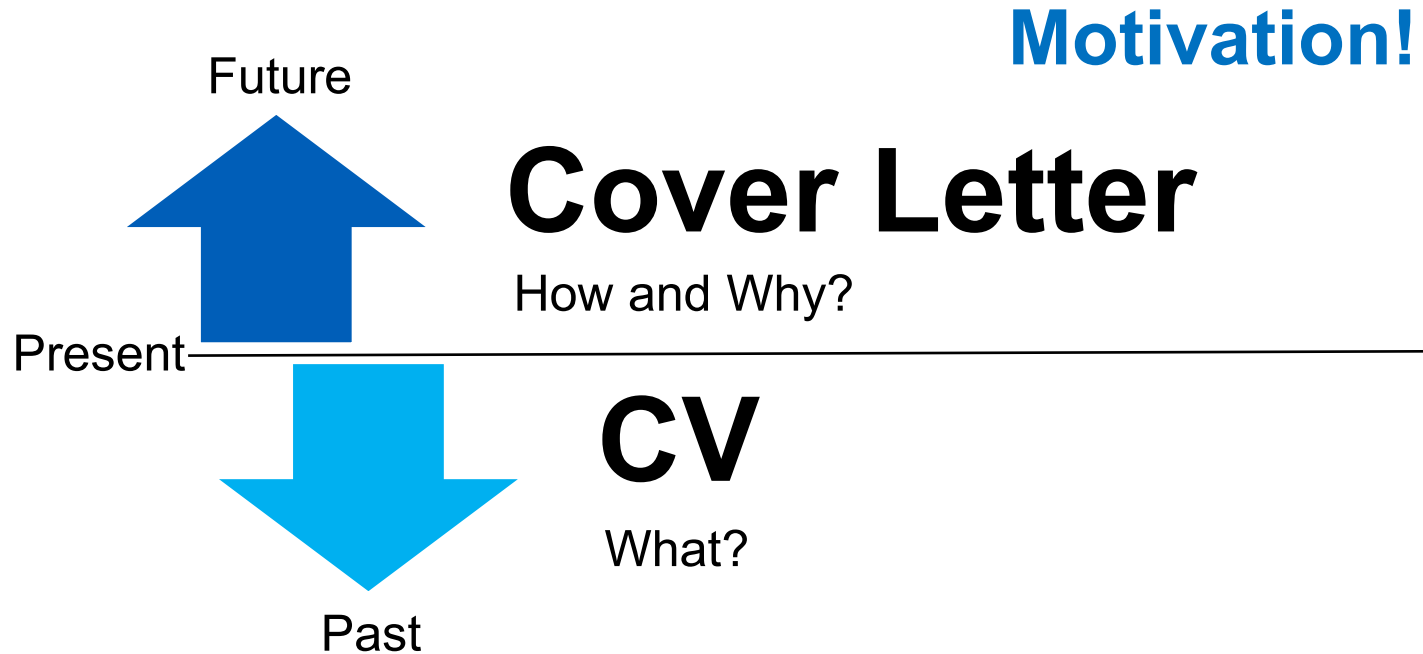 Motivation!
Future
Cover Letter
How and Why?
Present
CV
What?
Past